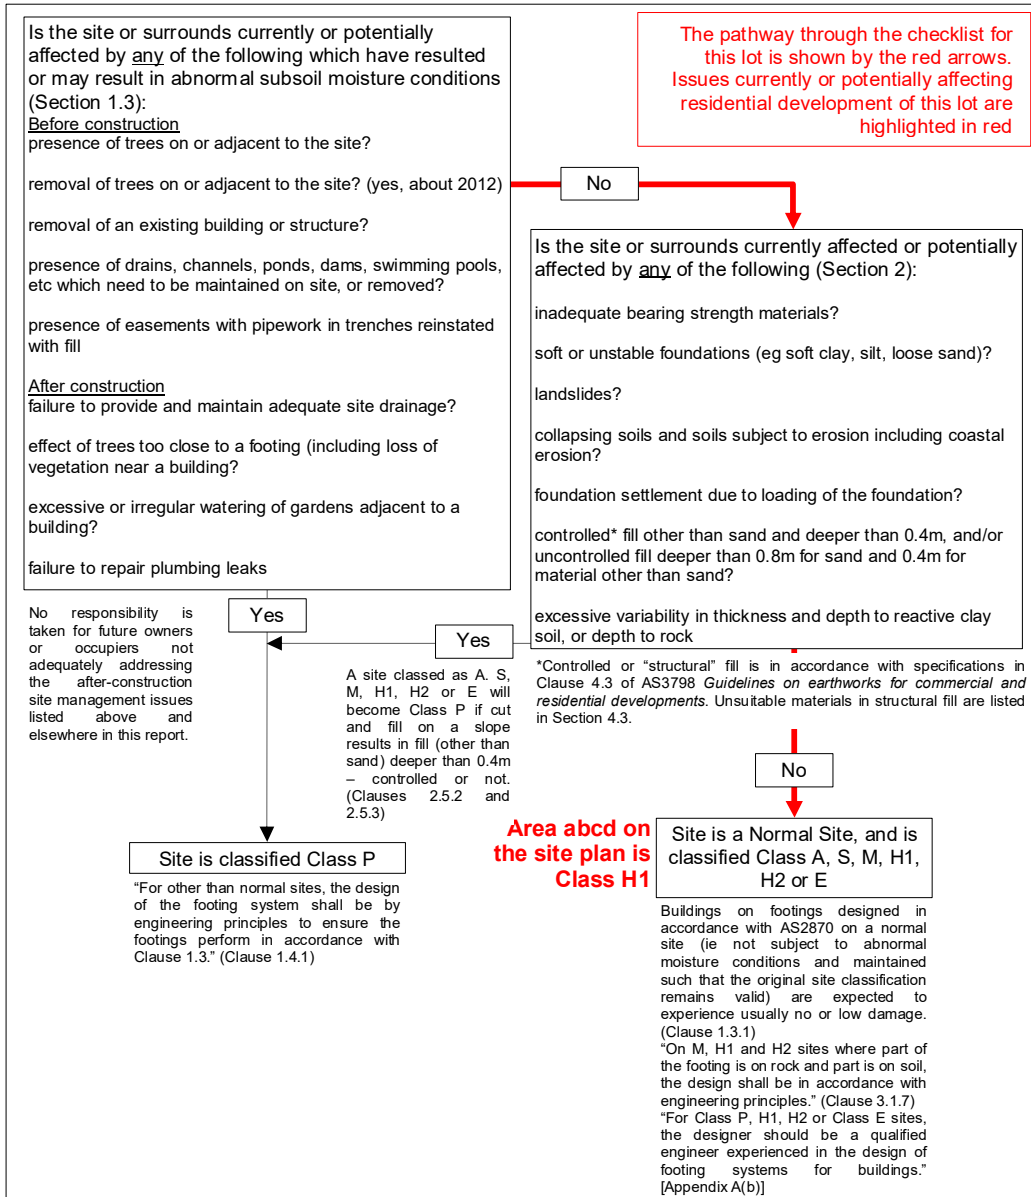 Is the site or surrounds currently or potentially
affected by any of the following which have resulted
or may result in abnormal subsoil moisture conditions
(Section 1.3):
Before construction
presence of trees on or adjacent to the site?
removal of trees on or adjacent to the site? (yes, about 2012)
removal of an existing building or structure?
presence of drains, channels, ponds, dams, swimming pools,
etc which need to be maintained on site, or removed?
presence of easements with pipework in trenches reinstated
with fill
After construction
failure to provide and maintain adequate site drainage?
effect of trees too close to a footing (including loss of
vegetation near a building?
excessive or irregular watering of gardens adjacent to a
building?
failure to repair plumbing leaks
The pathway through the checklist for
this lot is shown by the red arrows.
Issues currently or potentially affecting
residential development of this lot are
highlighted in red
No
Is the site or surrounds currently affected or potentially
affected by any of the following (Section 2):
inadequate bearing strength materials?
soft or unstable foundations (eg soft clay, silt, loose sand)?
landslides?
collapsing soils and soils subject to erosion including coastal
erosion?
foundation settlement due to loading of the foundation?
controlled* fill other than sand and deeper than 0.4m, and/or
uncontrolled fill deeper than 0.8m for sand and 0.4m for
material other than sand?
excessive variability in thickness and depth to reactive clay
soil, or depth to rock
Yes
Yes
No responsibility is
taken for future owners
or occupiers not
adequately addressing
the after-construction
site management issues
listed above and
elsewhere in this report.
A site classed as A. S,
M, H1, H2 or E will
become Class P if cut
and fill on a slope
results in fill (other than
sand) deeper than 0.4m
– controlled or not.
(Clauses 2.5.2 and
2.5.3)
*Controlled or “structural” fill is in accordance with specifications in
Clause 4.3 of AS3798 Guidelines on earthworks for commercial and
residential developments. Unsuitable materials in structural fill are listed
in Section 4.3.
No
Area abcd on
the site plan is
Class H1
Site is classified Class P
“For other than normal sites, the design
of the footing system shall be by
engineering principles to ensure the
footings perform in accordance with
Clause 1.3.” (Clause 1.4.1)
Site is a Normal Site, and is
classified Class A, S, M, H1,
H2 or E
Buildings on footings designed in
accordance with AS2870 on a normal
site (ie not subject to abnormal
moisture conditions and maintained
such that the original site classification
remains valid) are expected to
experience usually no or low damage.
(Clause 1.3.1)
“On M, H1 and H2 sites where part of
the footing is on rock and part is on soil,
the design shall be in accordance with
engineering principles.” (Clause 3.1.7)
“For Class P, H1, H2 or Class E sites,
the designer should be a qualified
engineer experienced in the design of
footing systems for buildings.”
[Appendix A(b)]